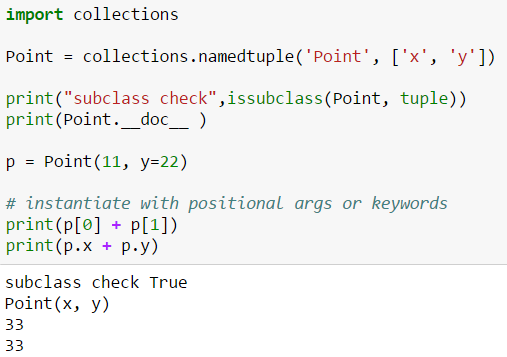 import collections
Point = collections.namedtuple('Point', ['x', 'y'])
print("subclass check",issubclass(Point, tuple))
print(Point.__doc__ )
p = Point(11, y=22)
# instantiate with positional args or keywords
print(p[0] + p[1])
print(p.x + p.y)
subclass check True
Point(x, y)
33
33